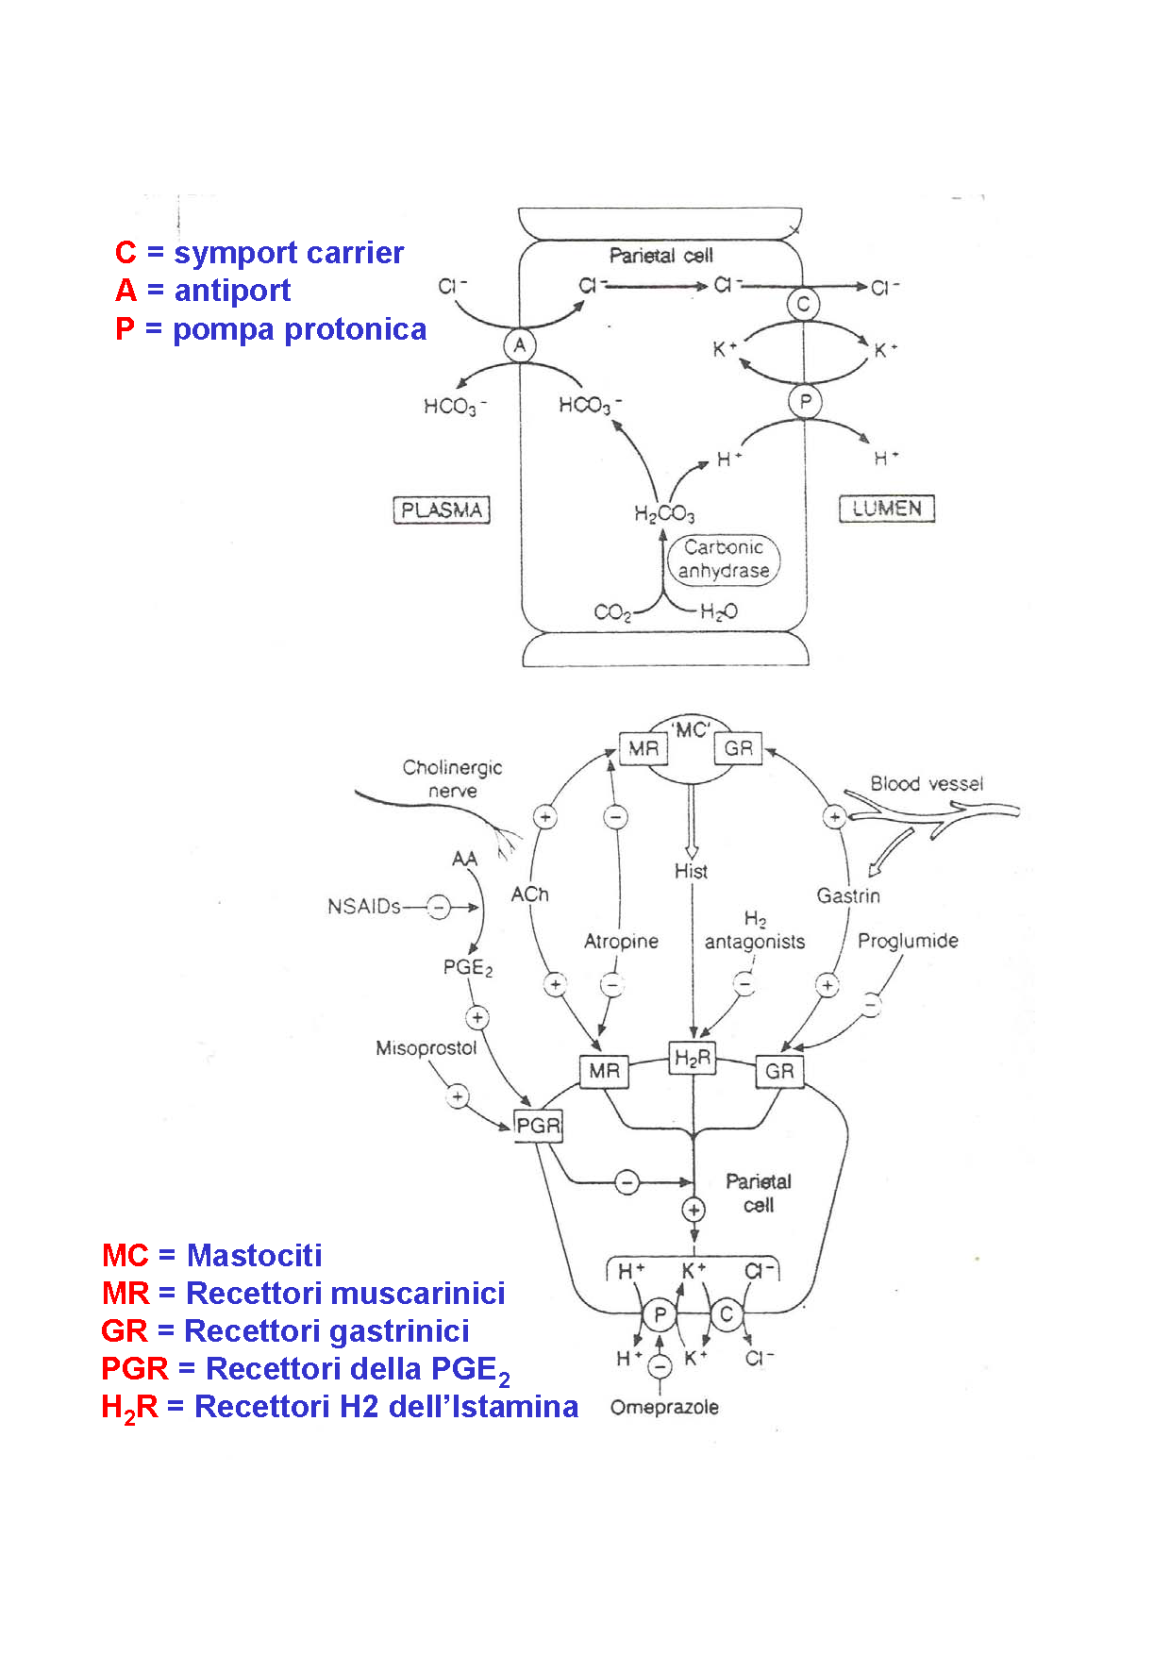 C = symport carrier
A = antiport
P = pompa protonica
Parietal cell
Cl⁻
Cl⁻
Cl⁻
Cl⁻
C
A
K⁺
K⁺
HCO₃⁻
HCO₃⁻
P
H⁺
H⁺
PLASMA
H₂CO₃
LUMEN
Carbonic
anhydrase
CO₂
H₂O
'MC'
MR
GR
Cholinergic
nerve
Blood vessel
+
-
+
AA
Hist
ACh
Gastrin
NSAIDs
-
H₂
antagonists
Atropine
Proglumide
PGE₂
+
-
-
+
-
+
Misoprostol
MR
H₂R
GR
+
PGR
-
Parietal
cell
+
MC = Mastociti
MR = Recettori muscarinici
GR = Recettori gastrinici
PGR = Recettori della PGE₂
H₂R = Recettori H2 dell’Istamina
H⁺
K⁺
Cl⁻
P
C
H⁺
-
K⁺
Cl⁻
Omeprazole